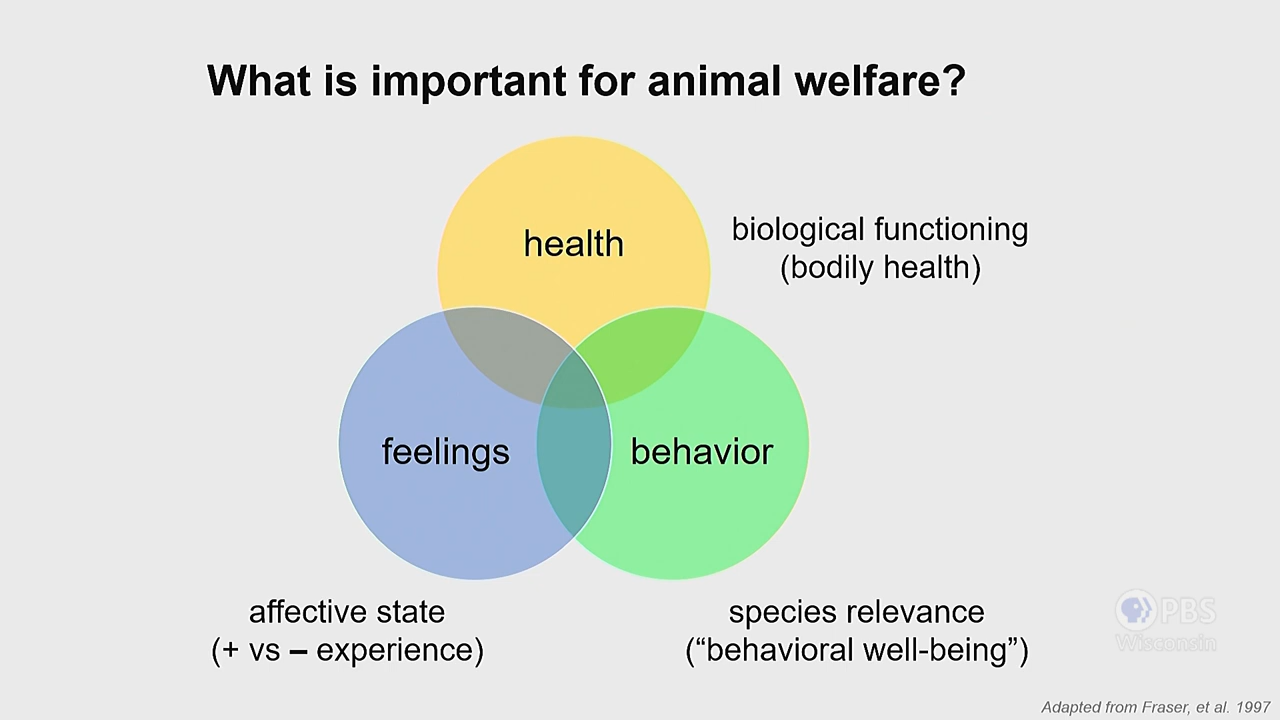 What is important for animal welfare?
health
biological functioning
(bodily health)
feelings
behavior
affective state
(+ vs – experience)
species relevance
(“behavioral well-being”)
PBS
Wisconsin
Adapted from Fraser, et al. 1997